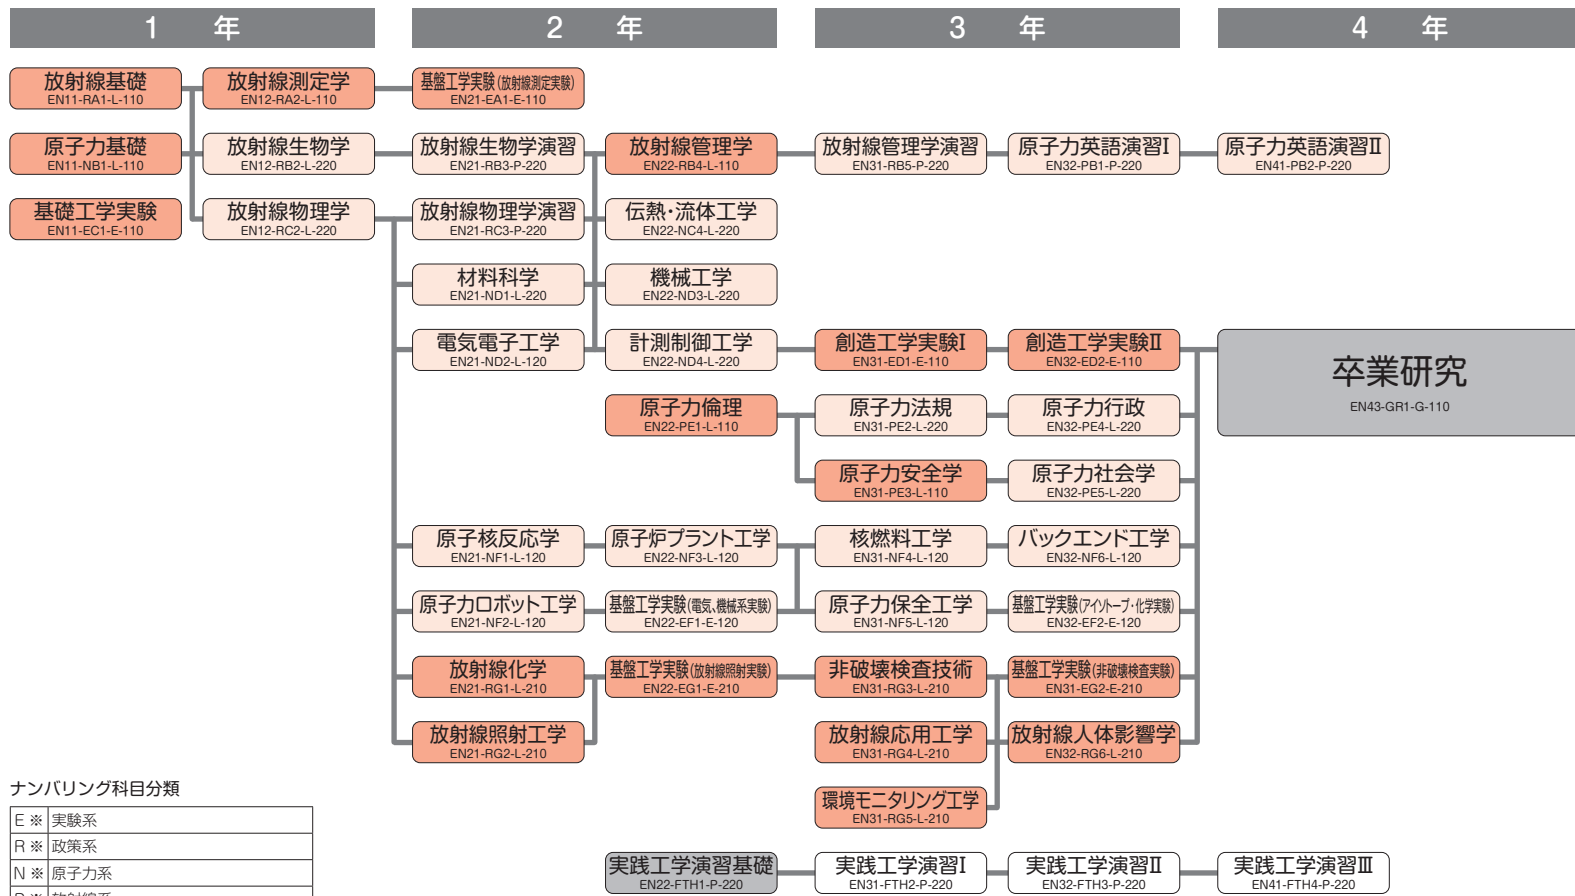 1 年
2 年
3 年
4 年
放射線基礎
EN11-RA1-L-110
放射線測定学
EN12-RA2-L-110
基盤工学実験(放射線測定実験)
EN21-EA1-E-110
原子力基礎
EN11-NB1-L-110
放射線生物学
EN12-RB2-L-220
放射線生物学演習
EN21-RB3-P-220
放射線管理学
EN22-RB4-L-110
放射線管理学演習
EN31-RB5-P-220
原子力英語演習Ⅰ
EN32-PB1-P-220
原子力英語演習Ⅱ
EN41-PB2-P-220
基礎工学実験
EN11-EC1-E-110
放射線物理学
EN12-RC2-L-220
放射線物理学演習
EN21-RC3-P-220
伝熱・流体工学
EN22-NC4-L-220
材料科学
EN21-ND1-L-220
機械工学
EN22-ND3-L-220
電気電子工学
EN21-ND2-L-120
計測制御工学
EN22-ND4-L-220
創造工学実験Ⅰ
EN31-ED1-E-110
創造工学実験Ⅱ
EN32-ED2-E-110
卒業研究
EN43-GR1-G-110
原子力倫理
EN22-PE1-L-110
原子力法規
EN31-PE2-L-220
原子力行政
EN32-PE4-L-220
原子力安全学
EN31-PE3-L-110
原子力社会学
EN32-PE5-L-220
原子核反応学
EN21-NF1-L-120
原子炉プラント工学
EN22-NF3-L-120
核燃料工学
EN31-NF4-L-120
バックエンド工学
EN32-NF6-L-120
原子力ロボット工学
EN21-NF2-L-120
基盤工学実験(電気、機械系実験)
EN22-EF1-E-120
原子力保全工学
EN31-NF5-L-120
基盤工学実験(アイソトープ・化学実験)
EN32-EF2-E-120
放射線化学
EN21-RG1-L-210
基盤工学実験(放射線照射実験)
EN22-EG1-E-210
非破壊検査技術
EN31-RG3-L-210
基盤工学実験(非破壊検査実験)
EN31-EG2-E-210
放射線照射工学
EN21-RG2-L-210
放射線応用工学
EN31-RG4-L-210
放射線人体影響学
EN32-RG6-L-210
環境モニタリング工学
EN31-RG5-L-210
ナンバリング科目分類
E ※ 実験系
R ※ 政策系
N ※ 原子力系
実践工学演習基礎
EN22-FTH1-P-220
実践工学演習Ⅰ
EN31-FTH2-P-220
実践工学演習Ⅱ
EN32-FTH3-P-220
実践工学演習Ⅲ
EN41-FTH4-P-220